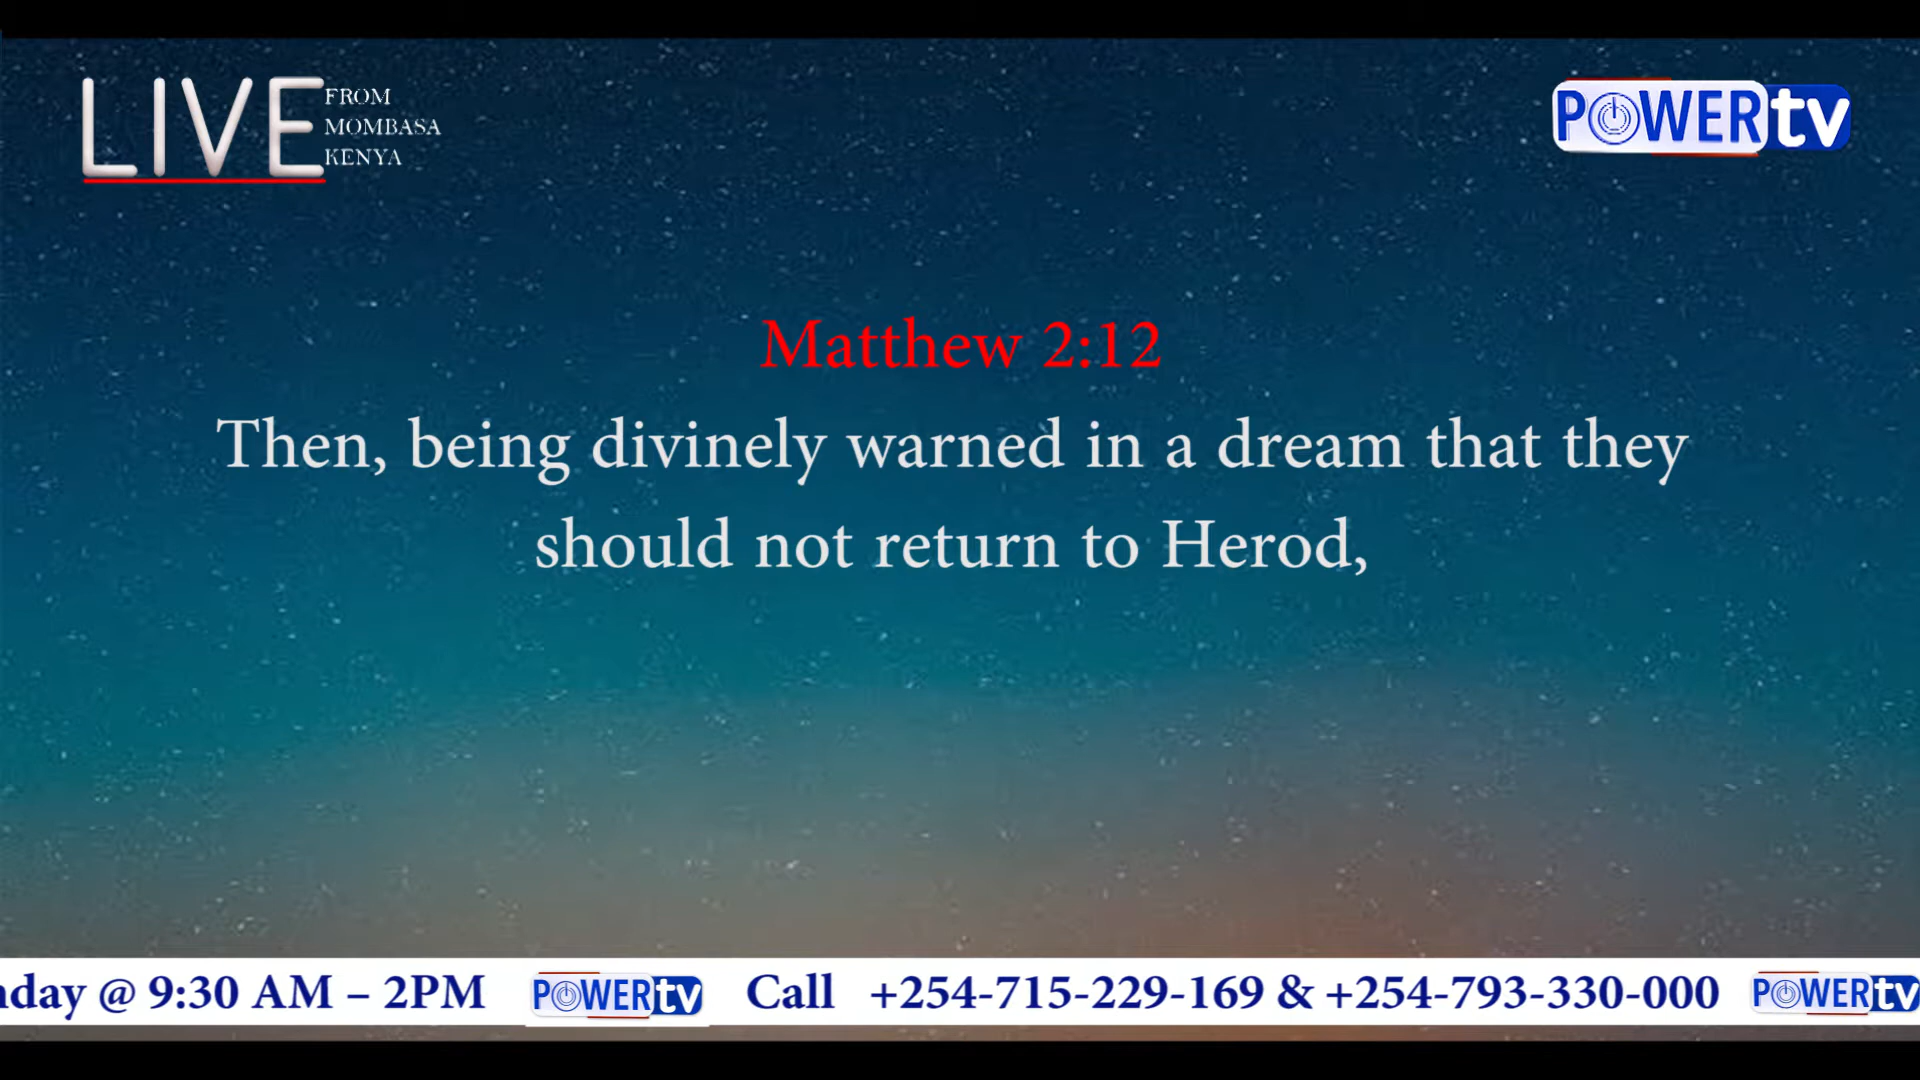 LIVE
FROM
MOMBASA
KENYA
POWERtv
Matthew 2:12
Then, being divinely warned in a dream that they
should not return to Herod,
day @ 9:30 AM – 2PM POWERtv Call +254-715-229-169 & +254-793-330-000 POWERtv